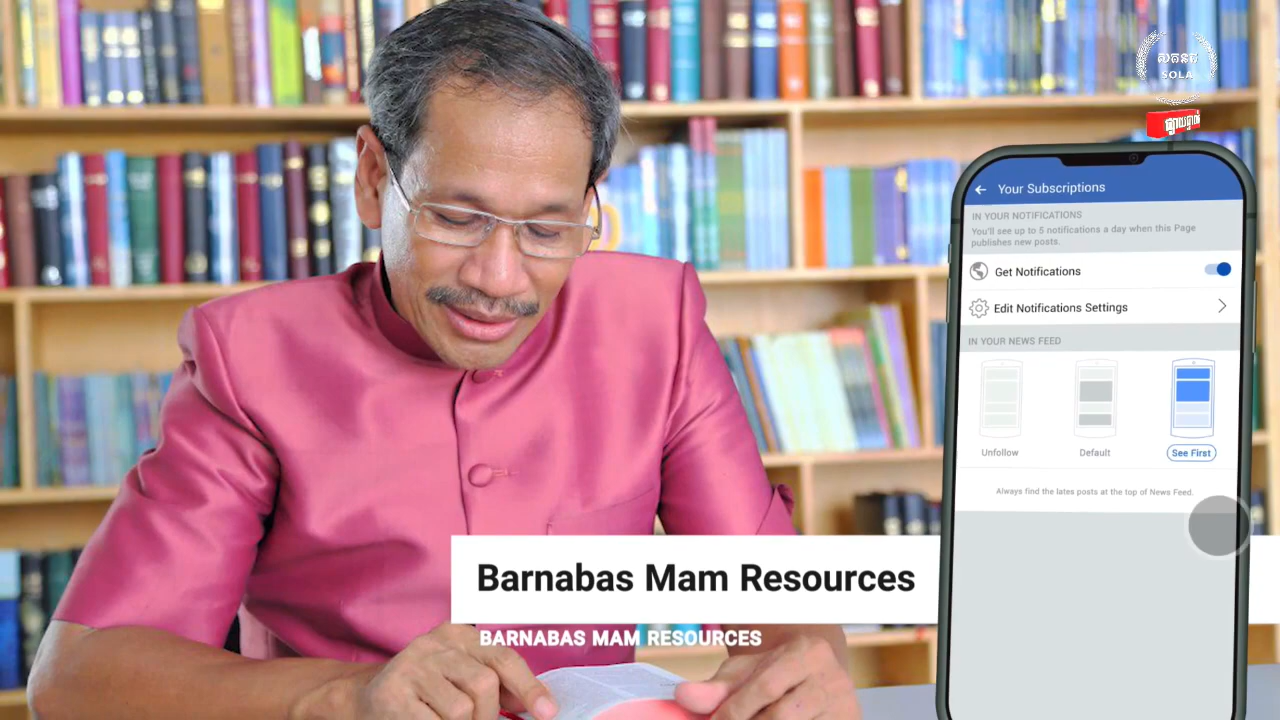 SOLA
Your Subscriptions
IN YOUR NOTIFICATIONS
You'll see up to 5 notifications a day when this Page
publishes new posts.
Get Notifications
Edit Notifications Settings
IN YOUR NEWS FEED
Unfollow
Default
See First
Always find the lates posts at the top of News Feed.
Barnabas Mam Resources
BARNABAS MAM RESOURCES